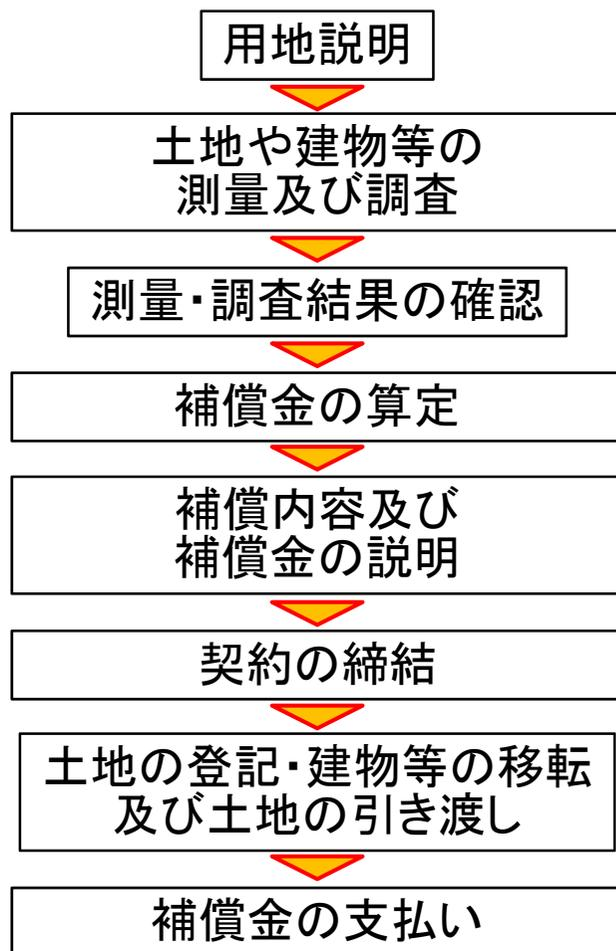 用地説明
土地や建物等の
測量及び調査
測量・調査結果の確認
補償金の算定
補償内容及び
補償金の説明
契約の締結
土地の登記・建物等の移転
及び土地の引き渡し
補償金の支払い